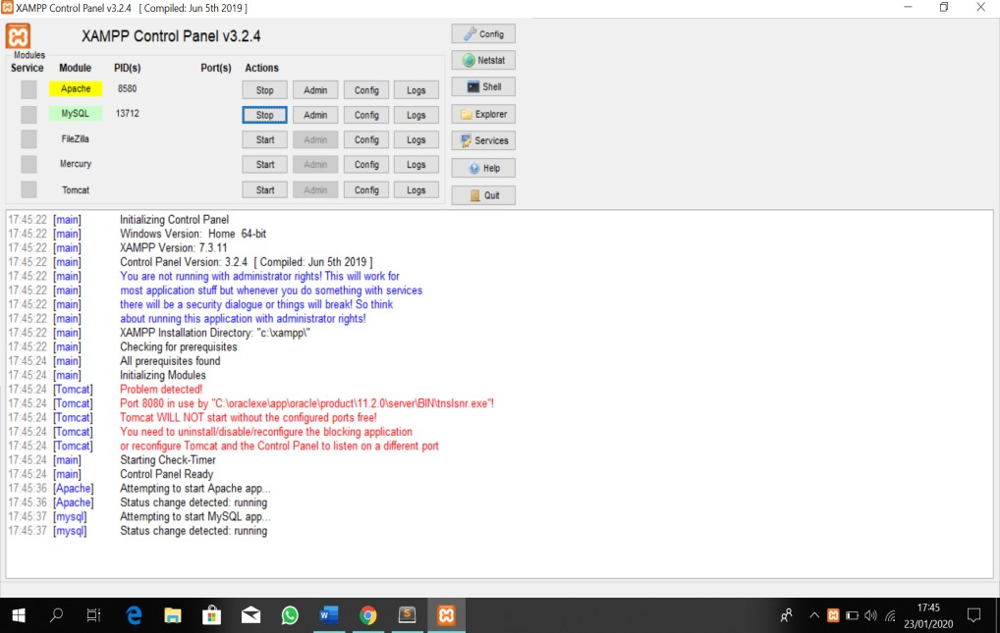 XAMPP Control Panel v3.2.4 [ Compiled: Jun 5th 2019 ]
XAMPP Control Panel v3.2.4
Config
Modules
Service Module PID(s) Port(s) Actions
Netstat
Apache 8580 Stop Admin Config Logs
Shell
MySQL 13712 Stop Admin Config Logs
Explorer
FileZilla Start Admin Config Logs
Services
Mercury Start Admin Config Logs
Help
Tomcat Start Admin Config Logs
Quit
17:45:22 [main] Initializing Control Panel
17:45:22 [main] Windows Version: Home 64-bit
17:45:22 [main] XAMPP Version: 7.3.11
17:45:22 [main] Control Panel Version: 3.2.4 [ Compiled: Jun 5th 2019 ]
17:45:22 [main] You are not running with administrator rights! This will work for
17:45:22 [main] most application stuff but whenever you do something with services
17:45:22 [main] there will be a security dialogue or things will break! So think
17:45:22 [main] about running this application with administrator rights!
17:45:22 [main] XAMPP Installation Directory: "c:\xampp\"
17:45:22 [main] Checking for prerequisites
17:45:24 [main] All prerequisites found
17:45:24 [main] Initializing Modules
17:45:24 [Tomcat] Problem detected!
17:45:24 [Tomcat] Port 8080 in use by "C:\oraclexe\app\oracle\product\11.2.0\server\BIN\tnslsnr.exe"!
17:45:24 [Tomcat] Tomcat WILL NOT start without the configured ports free!
17:45:24 [Tomcat] You need to uninstall/disable/reconfigure the blocking application
17:45:24 [Tomcat] or reconfigure Tomcat and the Control Panel to listen on a different port
17:45:24 [main] Starting Check-Timer
17:45:24 [main] Control Panel Ready
17:45:36 [Apache] Attempting to start Apache app...
17:45:36 [Apache] Status change detected: running
17:45:37 [mysql] Attempting to start MySQL app...
17:45:37 [mysql] Status change detected: running
17:45
23/01/2020